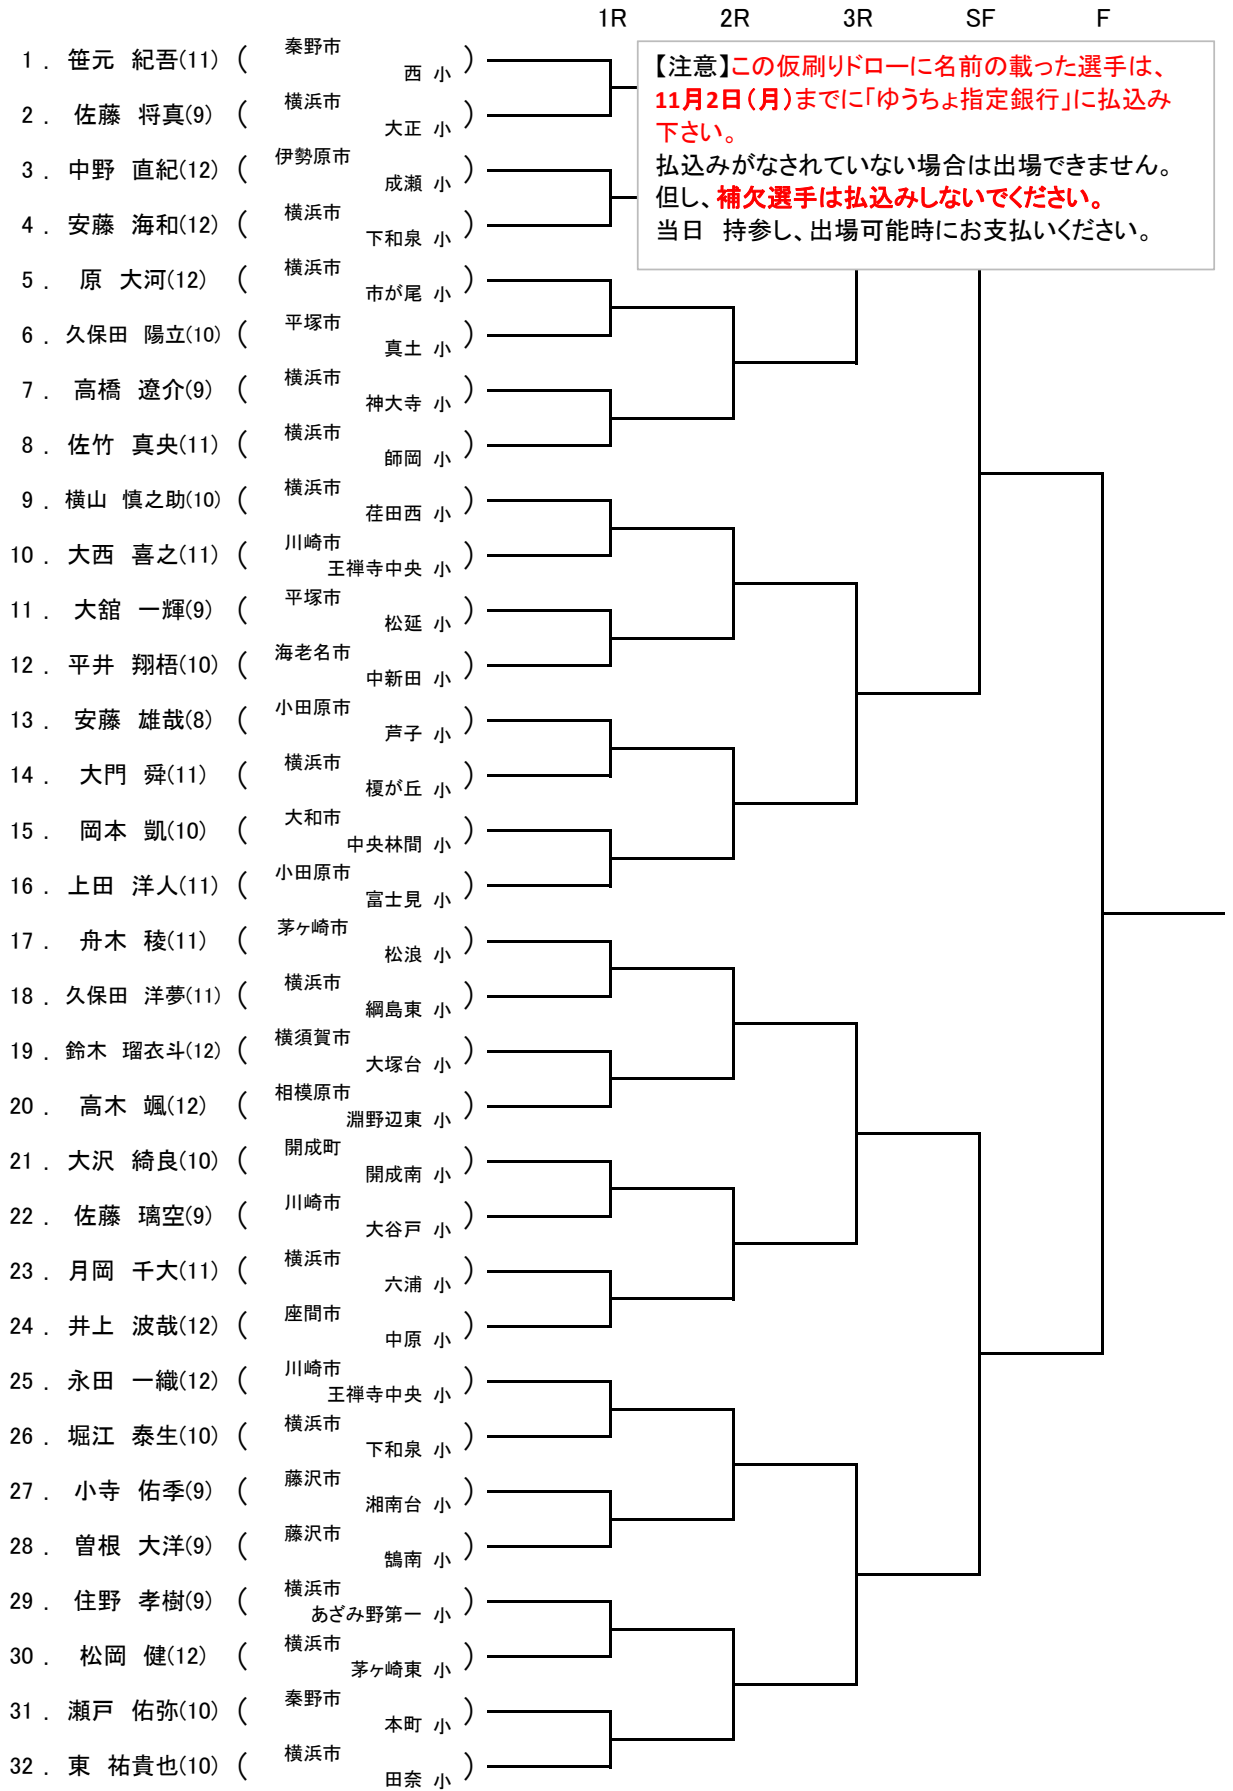 1R 2R 3R SF F
【注意】この仮刷りドローに名前の載った選手は、
11月2日(月)までに「ゆうちょ指定銀行」に払込み
下さい。
払込みがなされていない場合は出場できません。
但し、補欠選手は払込みしないでください。
当日　持参し、出場可能時にお支払いください。
1 . 笹元 紀吾(11) ( 秦野市 西 小 )
2 . 佐藤 将真(9) ( 横浜市 大正 小 )
3 . 中野 直紀(12) ( 伊勢原市 成瀬 小 )
4 . 安藤 海和(12) ( 横浜市 下和泉 小 )
5 . 原 大河(12) ( 横浜市 市が尾 小 )
6 . 久保田 陽立(10) ( 平塚市 真土 小 )
7 . 高橋 遼介(9) ( 横浜市 神大寺 小 )
8 . 佐竹 真央(11) ( 横浜市 師岡 小 )
9 . 横山 慎之助(10) ( 横浜市 荏田西 小 )
10 . 大西 喜之(11) ( 川崎市 王禅寺中央 小 )
11 . 大舘 一輝(9) ( 平塚市 松延 小 )
12 . 平井 翔梧(10) ( 海老名市 中新田 小 )
13 . 安藤 雄哉(8) ( 小田原市 芦子 小 )
14 . 大門 舜(11) ( 横浜市 榎が丘 小 )
15 . 岡本 凱(10) ( 大和市 中央林間 小 )
16 . 上田 洋人(11) ( 小田原市 富士見 小 )
17 . 舟木 稜(11) ( 茅ヶ崎市 松浪 小 )
18 . 久保田 洋夢(11) ( 横浜市 綱島東 小 )
19 . 鈴木 瑠衣斗(12) ( 横須賀市 大塚台 小 )
20 . 高木 颯(12) ( 相模原市 淵野辺東 小 )
21 . 大沢 綺良(10) ( 開成町 開成南 小 )
22 . 佐藤 璃空(9) ( 川崎市 大谷戸 小 )
23 . 月岡 千大(11) ( 横浜市 六浦 小 )
24 . 井上 波哉(12) ( 座間市 中原 小 )
25 . 永田 一織(12) ( 川崎市 王禅寺中央 小 )
26 . 堀江 泰生(10) ( 横浜市 下和泉 小 )
27 . 小寺 佑季(9) ( 藤沢市 湘南台 小 )
28 . 曽根 大洋(9) ( 藤沢市 鵠南 小 )
29 . 住野 孝樹(9) ( 横浜市 あざみ野第一 小 )
30 . 松岡 健(12) ( 横浜市 茅ヶ崎東 小 )
31 . 瀬戸 佑弥(10) ( 秦野市 本町 小 )
32 . 東 祐貴也(10) ( 横浜市 田奈 小 )